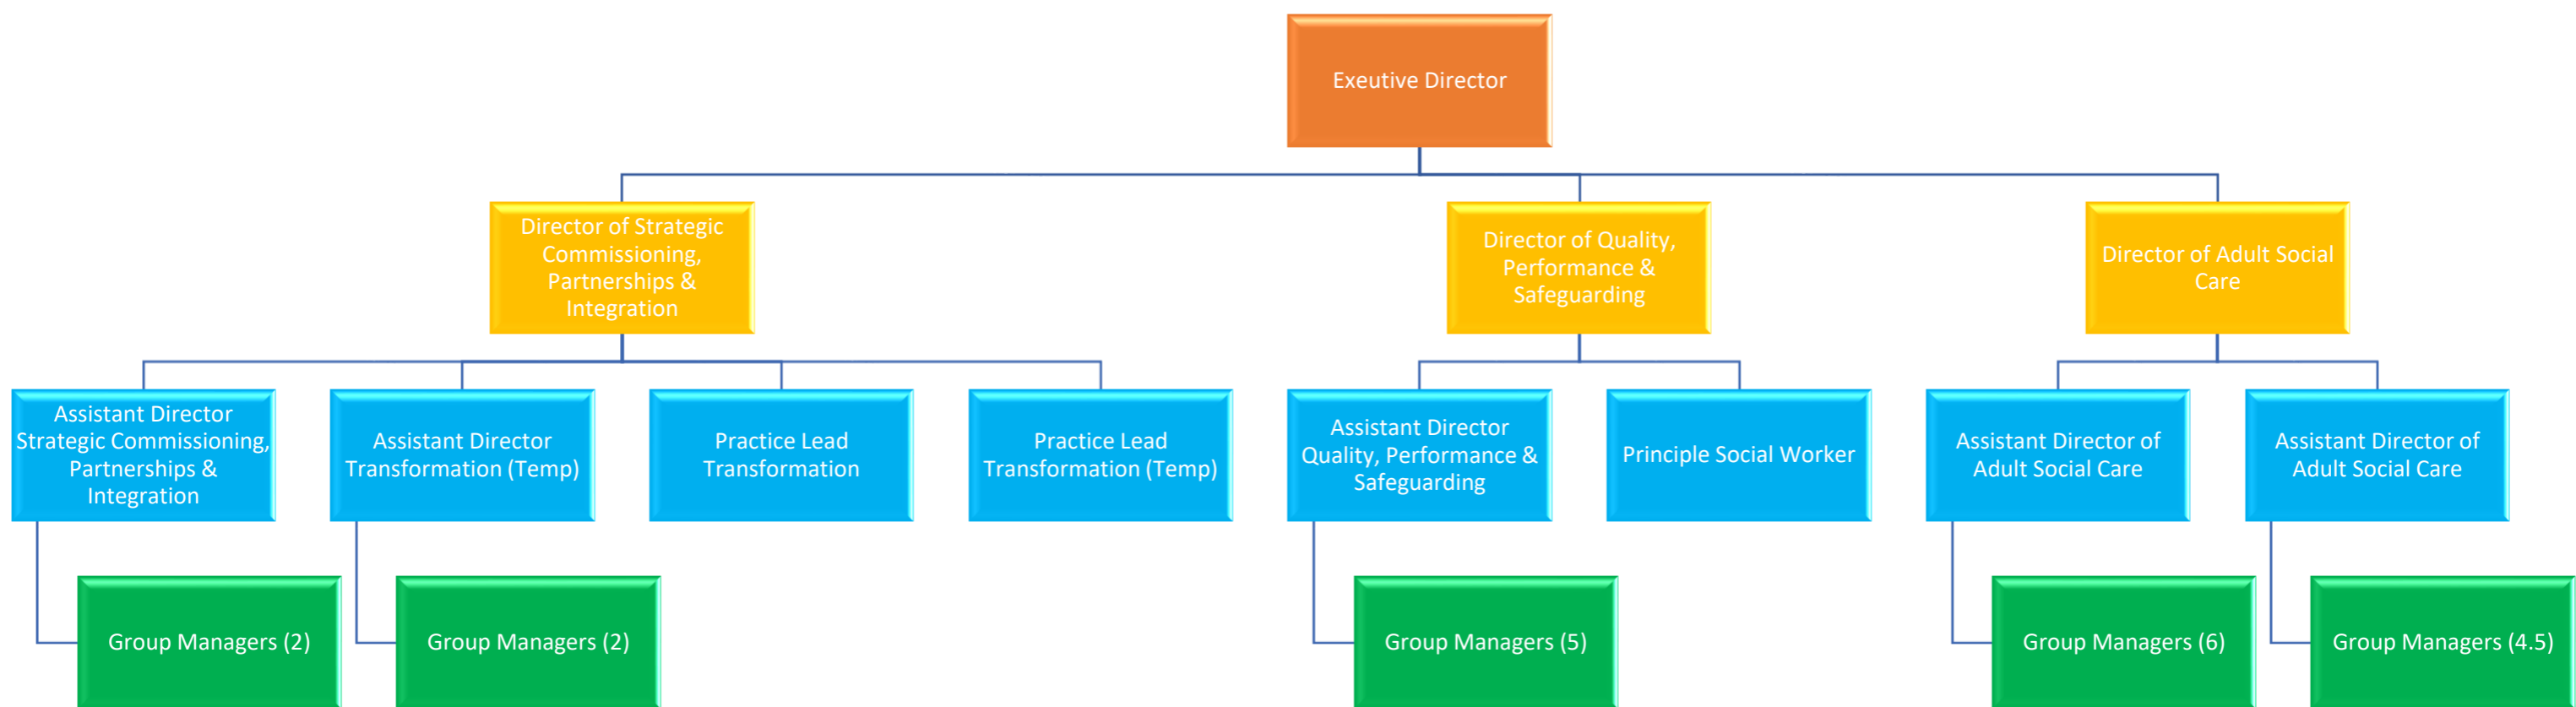 Exeutive Director
Director of Strategic
Commissioning,
Partnerships &
Integration
Director of Quality,
Performance &
Safeguarding
Director of Adult Social
Care
Assistant Director
Strategic Commissioning,
Partnerships &
Integration
Assistant Director
Transformation (Temp)
Practice Lead
Transformation
Practice Lead
Transformation (Temp)
Assistant Director
Quality, Performance &
Safeguarding
Principle Social Worker
Assistant Director of
Adult Social Care
Assistant Director of
Adult Social Care
Group Managers (2)
Group Managers (2)
Group Managers (5)
Group Managers (6)
Group Managers (4.5)